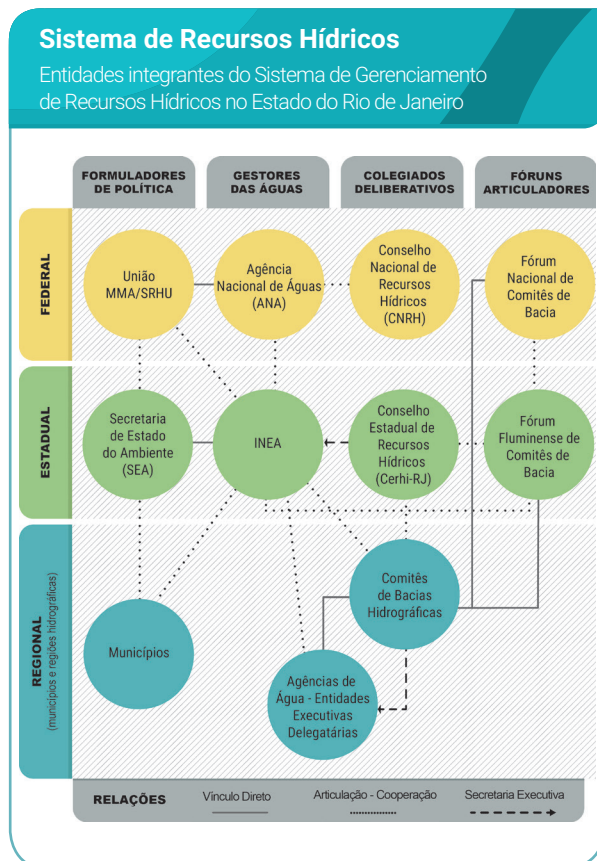 Sistema de Recursos Hídricos
Entidades integrantes do Sistema de Gerenciamento
de Recursos Hídricos no Estado do Rio de Janeiro
FORMULADORES
DE POLÍTICA
GESTORES
DAS ÁGUAS
COLEGIADOS
DELIBERATIVOS
FÓRUNS
ARTICULADORES
FEDERAL
União
MMA/SRHU
Agência
Nacional de Águas
(ANA)
Conselho
Nacional de
Recursos
Hídricos
(CNRH)
Fórum
Nacional de
Comitês de
Bacia
ESTADUAL
Secretaria
de Estado
do Ambiente
(SEA)
INEA
Conselho
Estadual de
Recursos
Hídricos
(Cerhi-RJ)
Fórum
Fluminense de
Comitês de
Bacia
REGIONAL
(municípios e regiões hidrográficas)
Municípios
Comitês
de Bacias
Hidrográficas
Agências de
Água - Entidades
Executivas
Delegatárias
RELAÇÕES
Vínculo Direto
Articulação - Cooperação
Secretaria Executiva